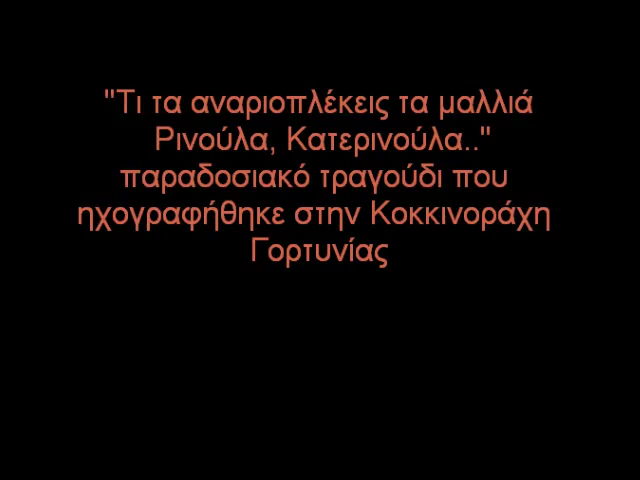 "Τι τα αναριοπλέκεις τα μαλλιά
Ρινούλα, Κατερινούλα.."
παραδοσιακό τραγούδι που
ηχογραφήθηκε στην Κοκκινοράχη
Γορτυνίας